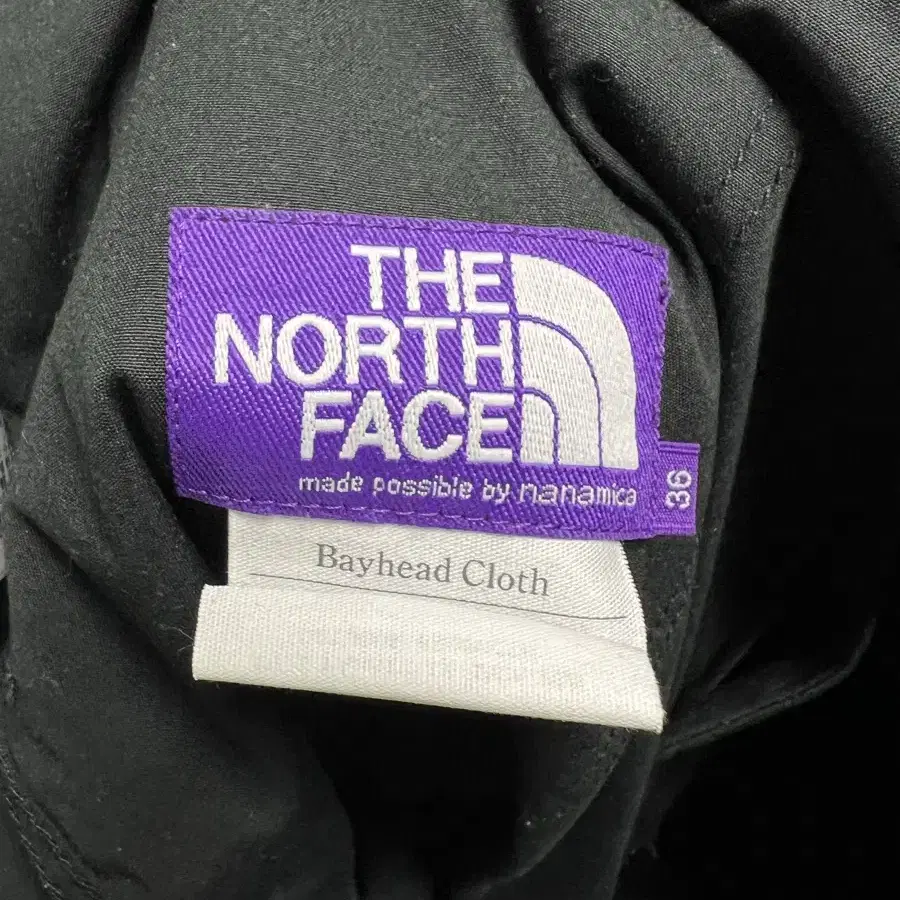 THE
NORTH
FACE
made possible by nanamica
36
Bayhead Cloth